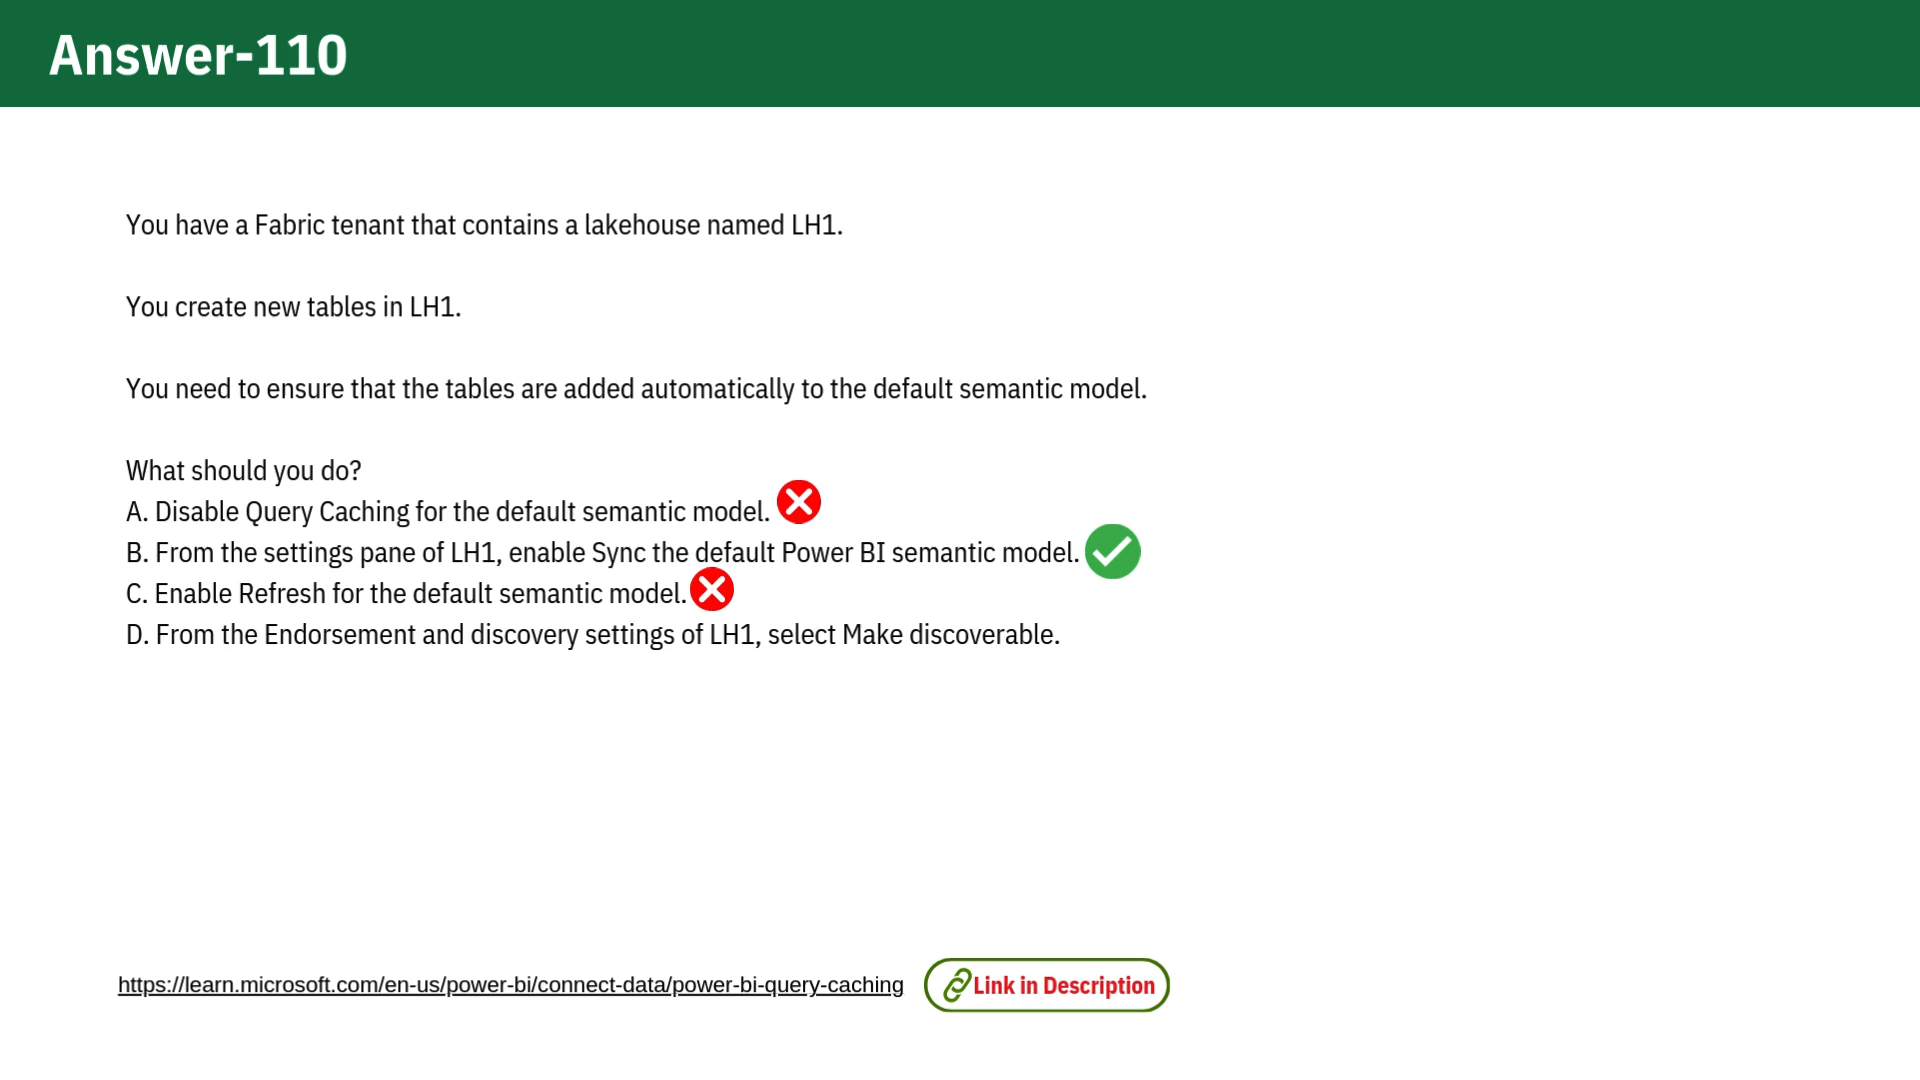 Answer-110
You have a Fabric tenant that contains a lakehouse named LH1.
You create new tables in LH1.
You need to ensure that the tables are added automatically to the default semantic model.
What should you do?
A. Disable Query Caching for the default semantic model.
B. From the settings pane of LH1, enable Sync the default Power BI semantic model.
C. Enable Refresh for the default semantic model.
D. From the Endorsement and discovery settings of LH1, select Make discoverable.
https://learn.microsoft.com/en-us/power-bi/connect-data/power-bi-query-caching Link in Description